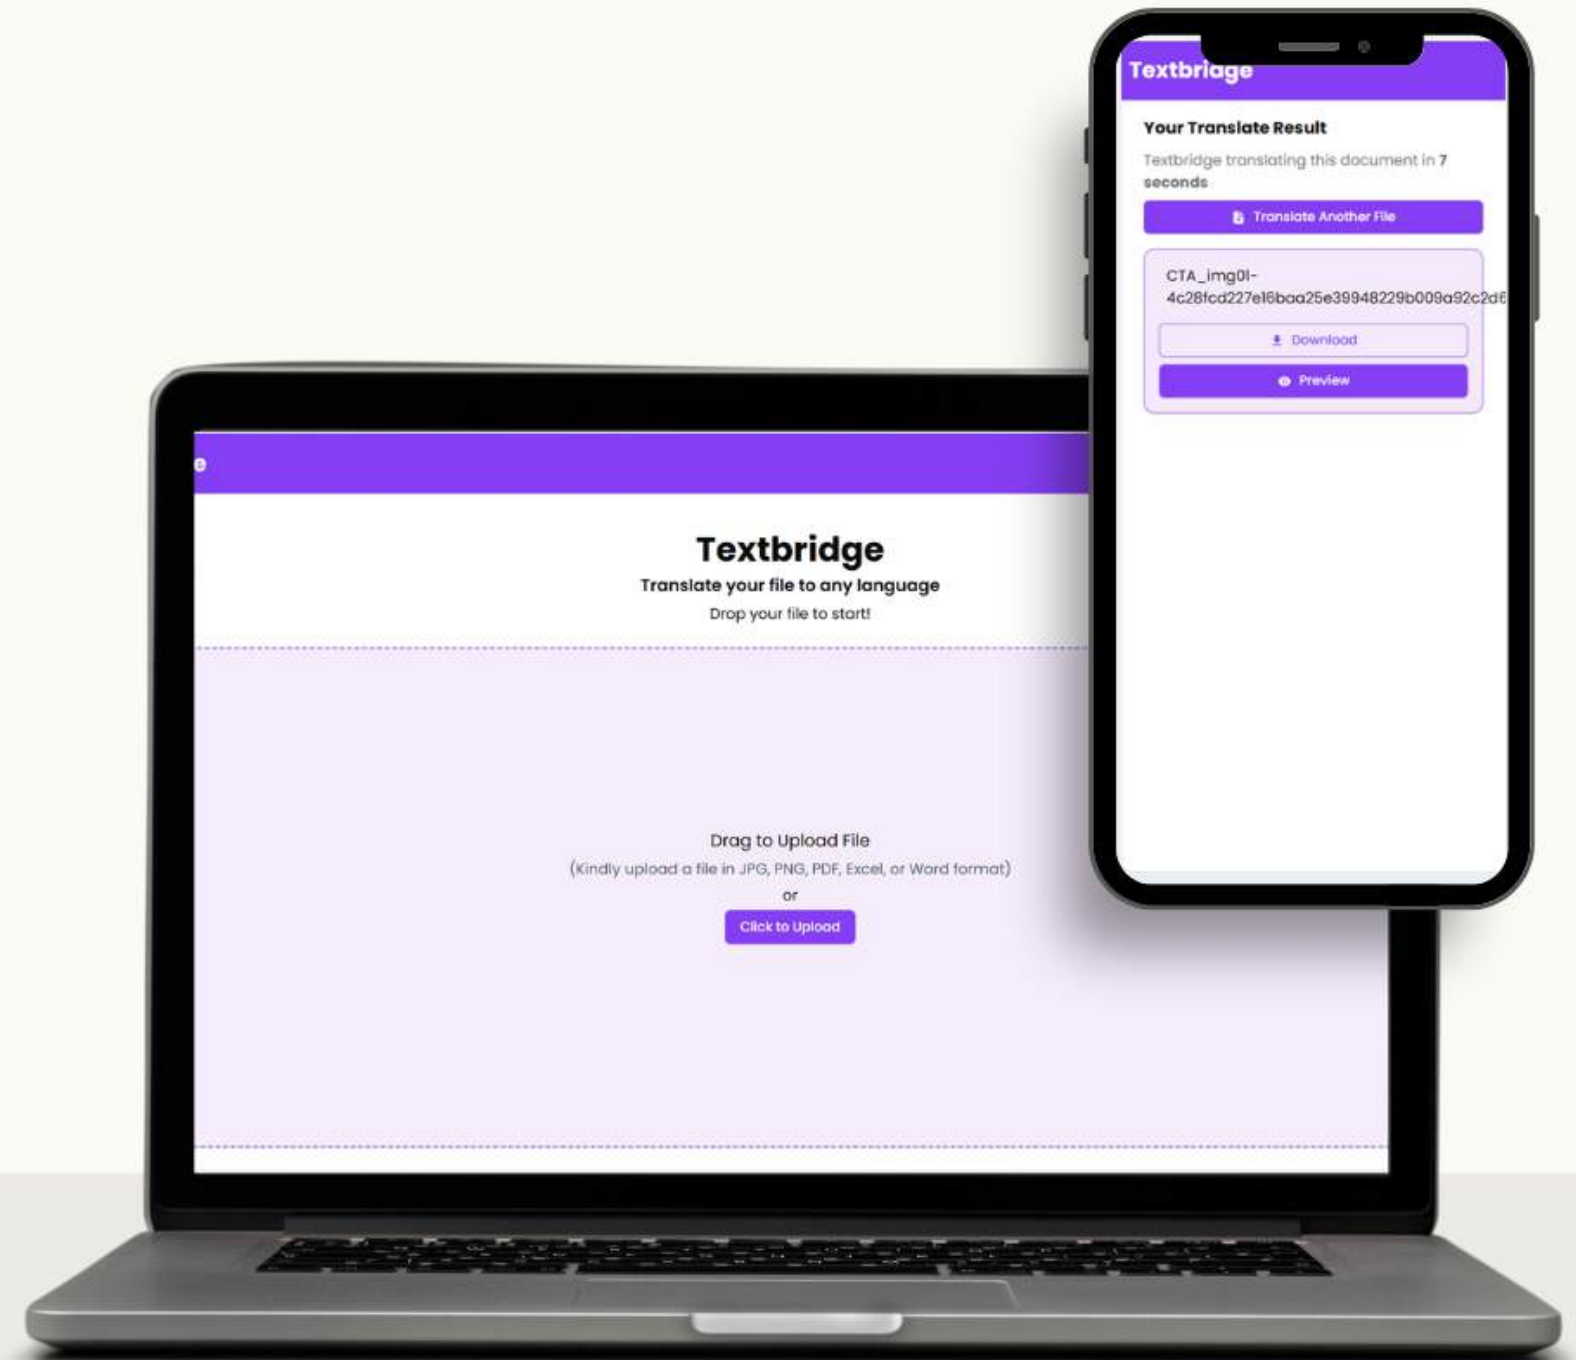 Textbridge
Your Translate Result
Textbridge translating this document in 7
seconds
Translate Another File
CTA_img01-
4c28fcd227e16baa25e39948229b009a92c2d6
Download
Preview
e
Textbridge
Translate your file to any language
Drop your file to start!
Drag to Upload File
(Kindly upload a file in JPG, PNG, PDF, Excel, or Word format)
or
Click to Upload